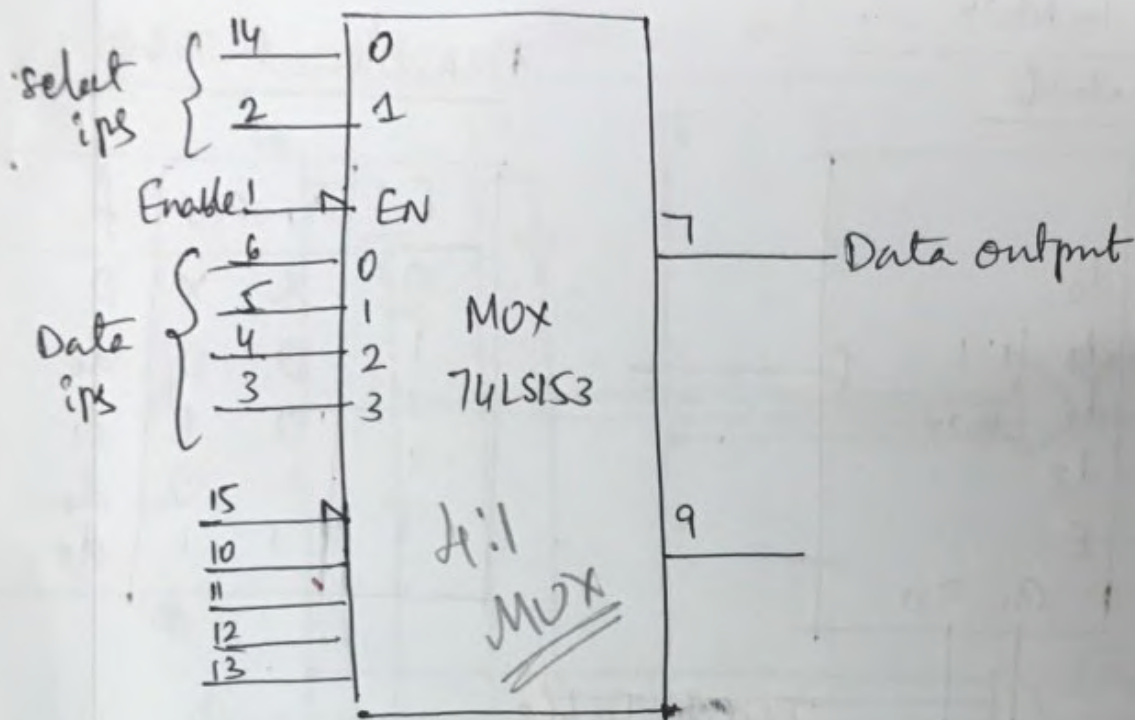 14 0
select
ips
2 1
Enable 1 EN
6 0
5 1
4 2
3 3
Data
ips
MUX
74LS153
7 Data output
15
10
11
12
13
4:1
MUX
9